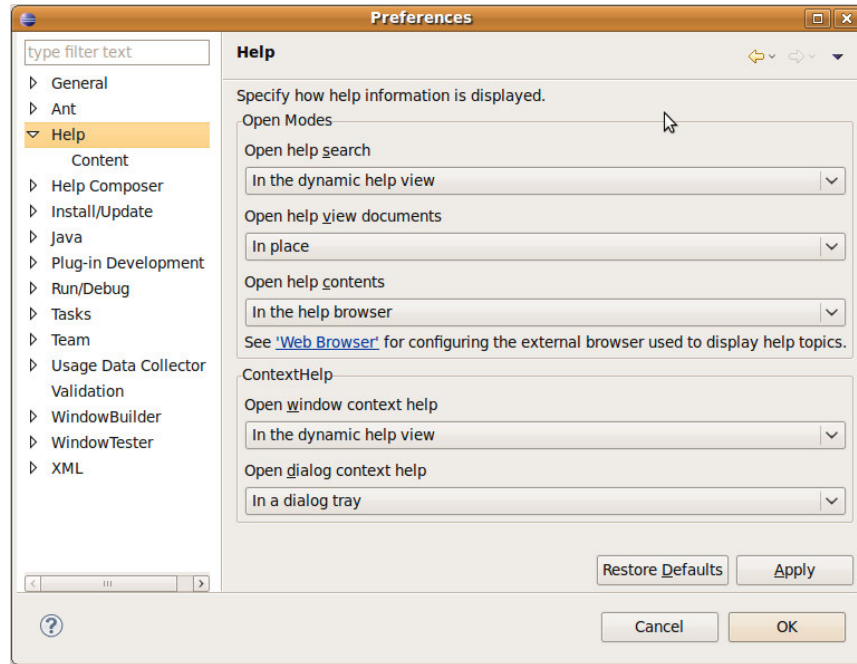 Preferences
type filter text
General
Ant
Help
Content
Help Composer
Install/Update
Java
Plug-in Development
Run/Debug
Tasks
Team
Usage Data Collector
Validation
WindowBuilder
WindowTester
XML
Help
Specify how help information is displayed.
Open Modes
Open help search
In the dynamic help view
Open help view documents
In place
Open help contents
In the help browser
See 'Web Browser' for configuring the external browser used to display help topics.
ContextHelp
Open window context help
In the dynamic help view
Open dialog context help
In a dialog tray
Restore Defaults Apply
? Cancel OK